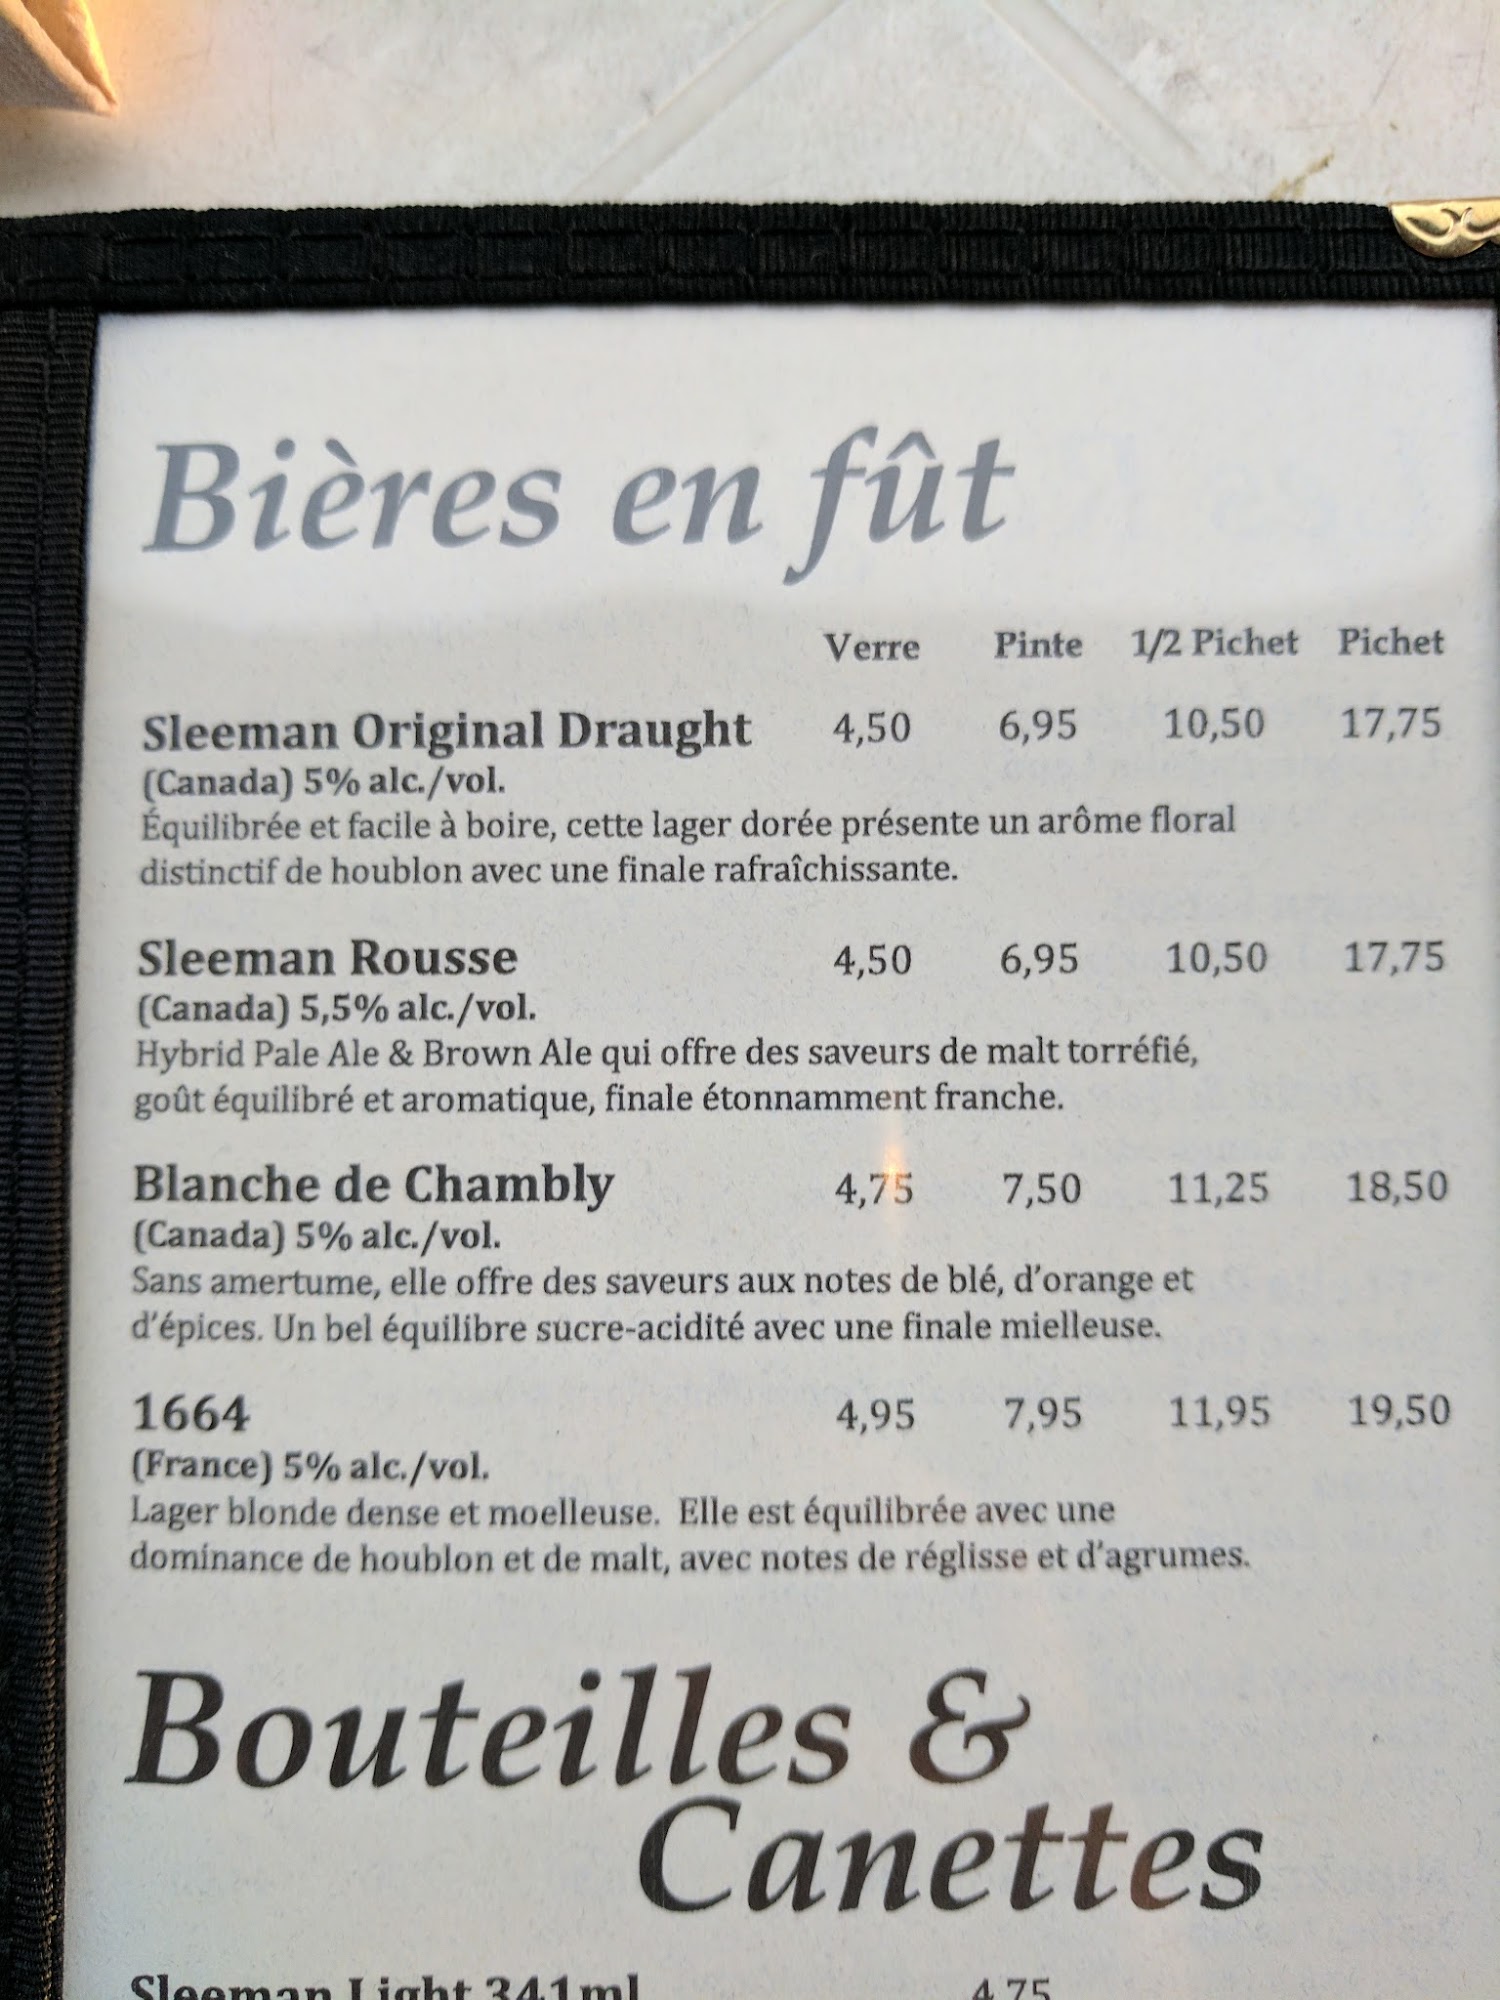 Bières en fût
Verre Pinte 1/2 Pichet Pichet
Sleeman Original Draught 4,50 6,95 10,50 17,75
(Canada) 5% alc./vol.
Équilibrée et facile à boire, cette lager dorée présente un arôme floral
distinctif de houblon avec une finale rafraîchissante.
Sleeman Rousse 4,50 6,95 10,50 17,75
(Canada) 5,5% alc./vol.
Hybrid Pale Ale & Brown Ale qui offre des saveurs de malt torréfié,
goût équilibré et aromatique, finale étonnamment franche.
Blanche de Chambly 4,75 7,50 11,25 18,50
(Canada) 5% alc./vol.
Sans amertume, elle offre des saveurs aux notes de blé, d'orange et
d'épices. Un bel équilibre sucre-acidité avec une finale mielleuse.
1664 4,95 7,95 11,95 19,50
(France) 5% alc./vol.
Lager blonde dense et moelleuse. Elle est équilibrée avec une
dominance de houblon et de malt, avec notes de réglisse et d'agrumes.
Bouteilles &
Canettes
Sleeman Light 341ml 4,75